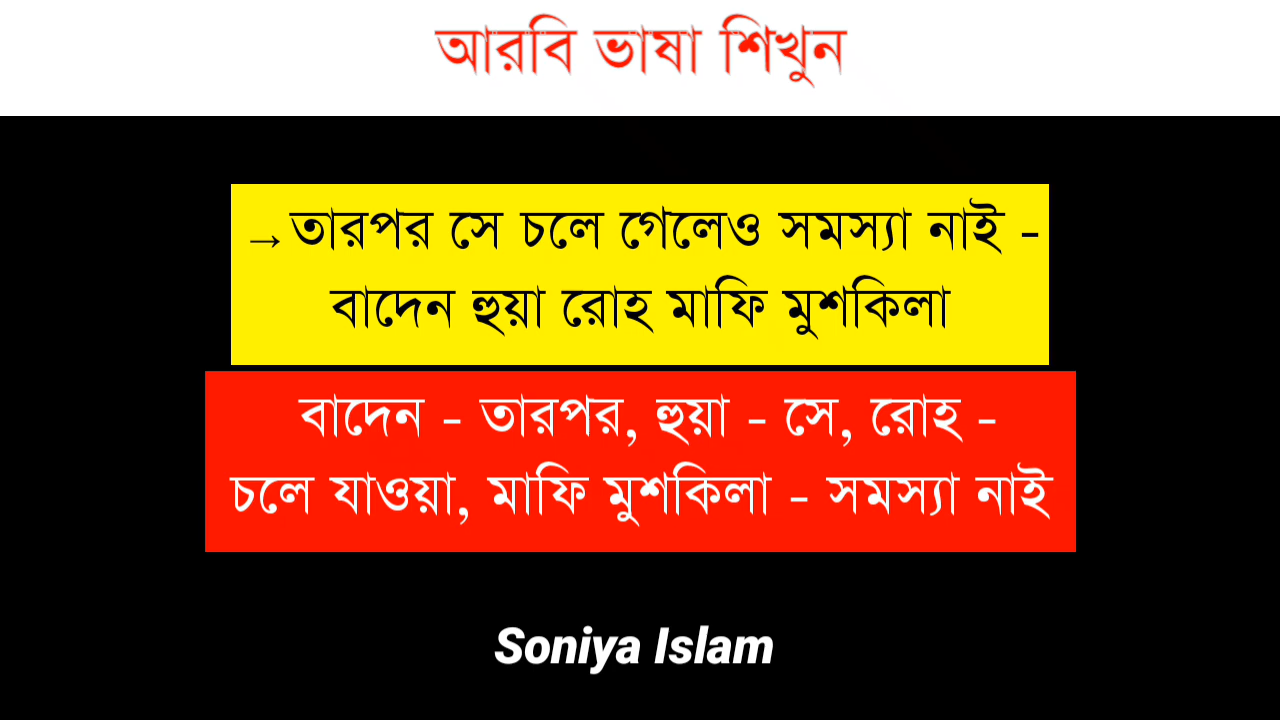 আরবি ভাষা শিখুন
→তারপর সে চলে গেলেও সমস্যা নাই -
বাদেন হুয়া রোহ মাফি মুশকিলা
বাদেন - তারপর, হুয়া - সে, রোহ -
চলে যাওয়া, মাফি মুশকিলা - সমস্যা নাই
Soniya Islam